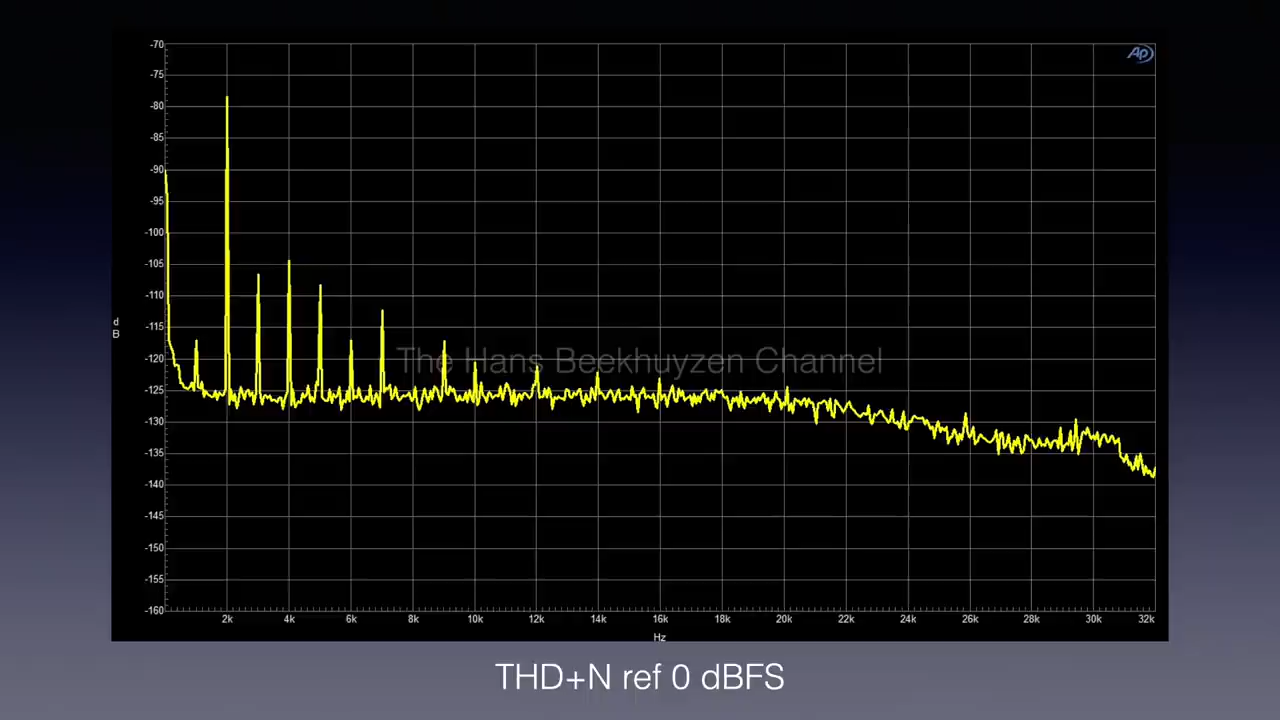 Ap
-70
-75
-80
-85
-90
-95
-100
-105
-110
-115
-120
-125
-130
-135
-140
-145
-150
-155
-160
d
B
The Hans Beekhuyzen Channel
2k 4k 6k 8k 10k 12k 14k 16k 18k 20k 22k 24k 26k 28k 30k 32k
Hz
THD+N ref 0 dBFS